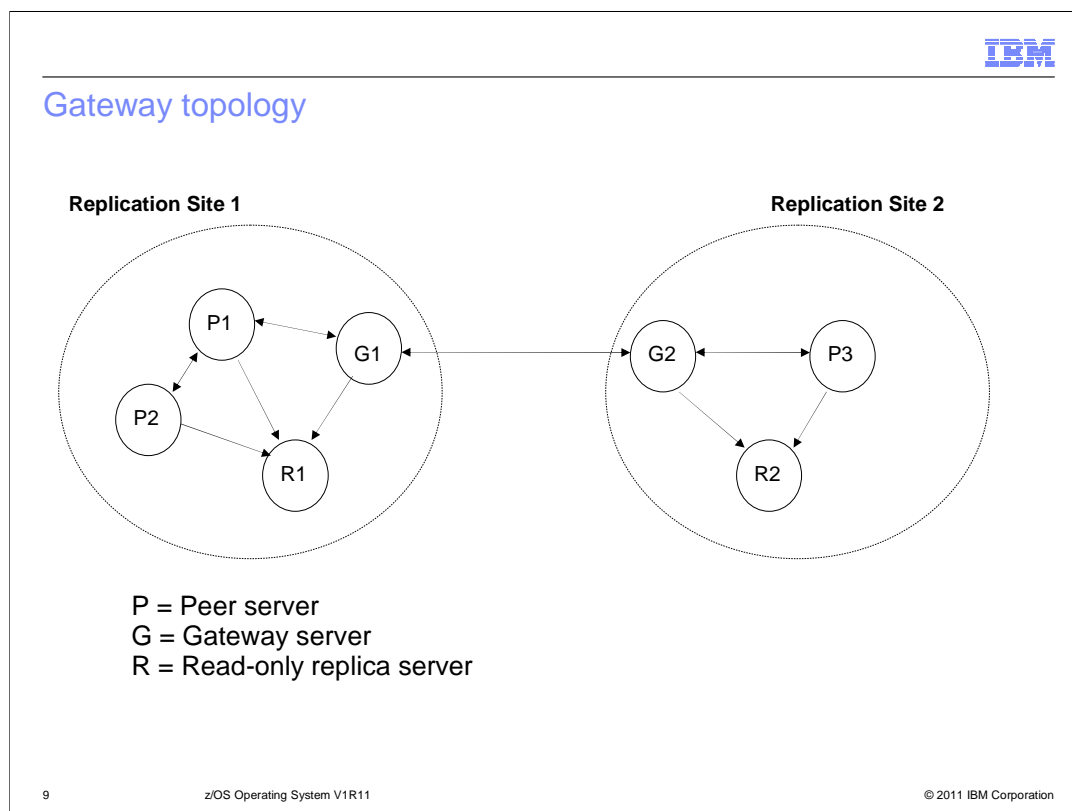 IBM
Gateway topology
Replication Site 1
Replication Site 2
P1
G1
P2
R1
G2
P3
R2
P = Peer server
G = Gateway server
R = Read-only replica server
9
z/OS Operating System V1R11
© 2011 IBM Corporation